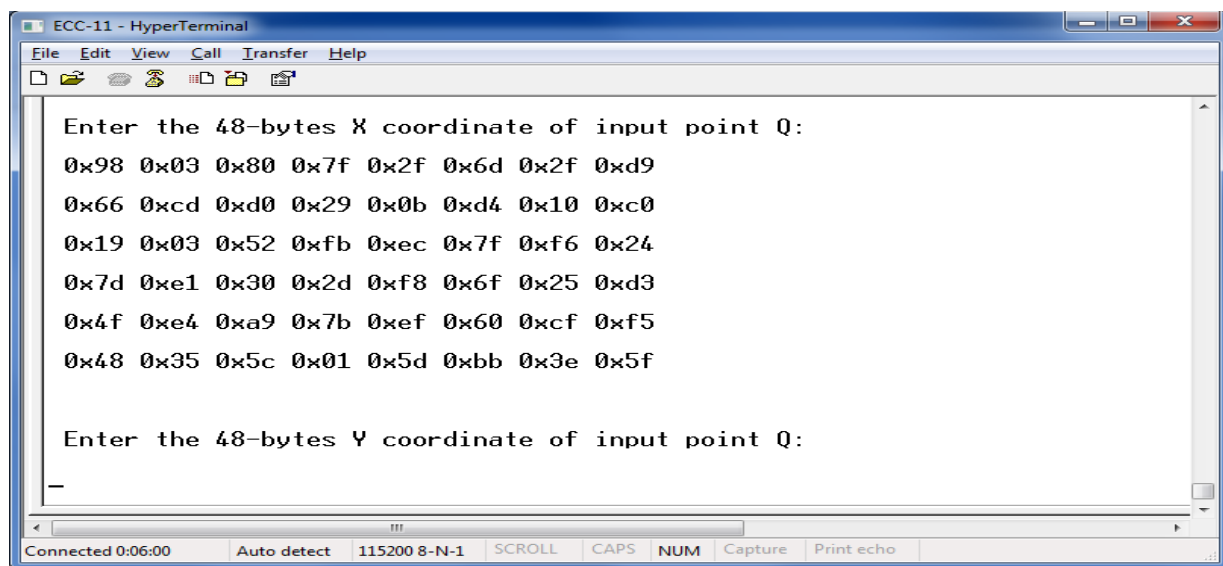 ECC-11 - HyperTerminal
File Edit View Call Transfer Help
Enter the 48-bytes X coordinate of input point Q:
0x98 0x03 0x80 0x7f 0x2f 0x6d 0x2f 0xd9
0x66 0xcd 0xd0 0x29 0x0b 0xd4 0x10 0xc0
0x19 0x03 0x52 0xfb 0xec 0x7f 0xf6 0x24
0x7d 0xe1 0x30 0x2d 0xf8 0x6f 0x25 0xd3
0x4f 0xe4 0xa9 0x7b 0xef 0x60 0xcf 0xf5
0x48 0x35 0x5c 0x01 0x5d 0xbb 0x3e 0x5f
Enter the 48-bytes Y coordinate of input point Q:
_
Connected 0:06:00 Auto detect 115200 8-N-1 SCROLL CAPS NUM Capture Print echo